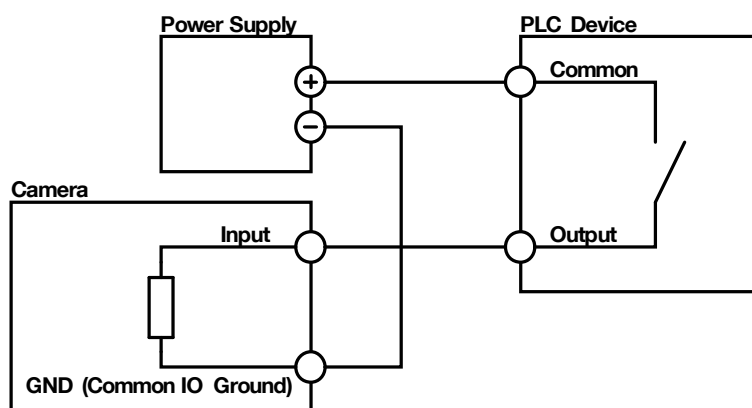 Power Supply
PLC Device
+
Common
−
Camera
Input
Output
GND (Common IO Ground)